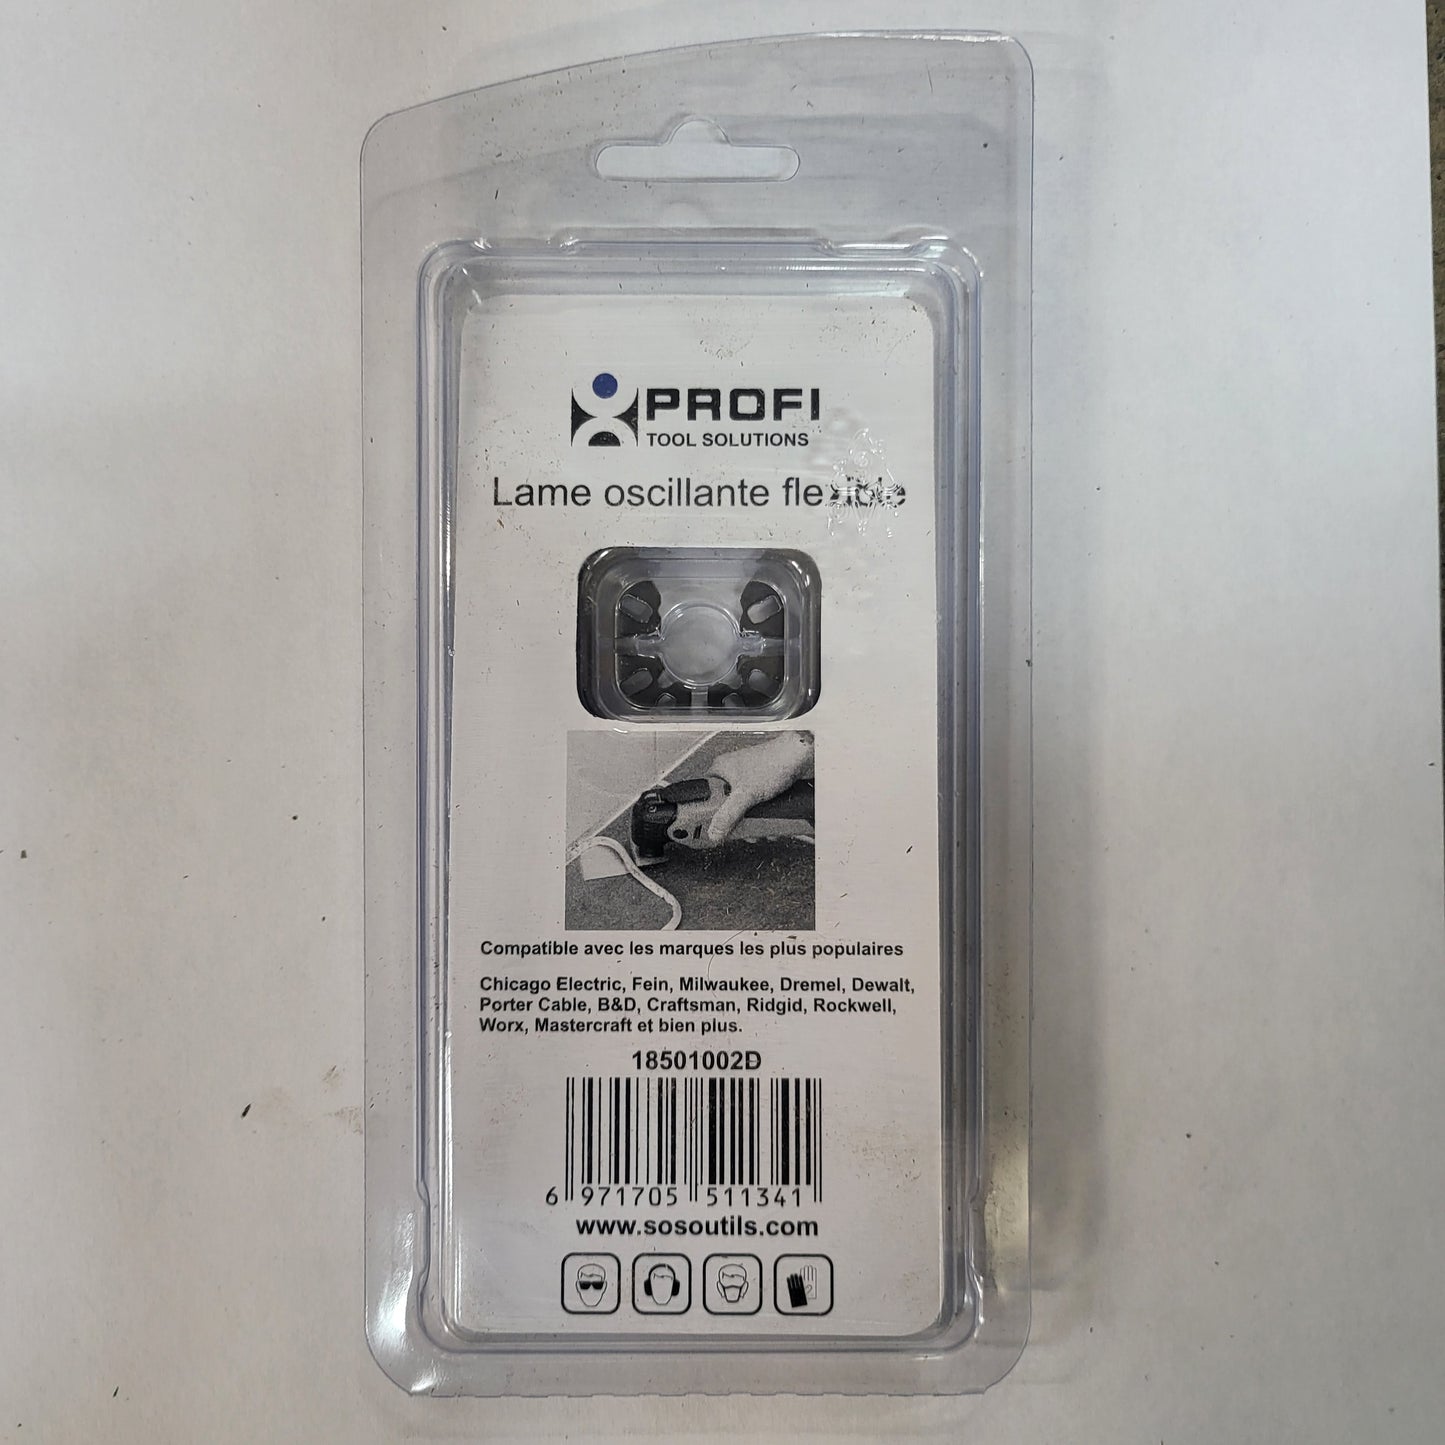 PROFI
TOOL SOLUTIONS
Lame oscillante flexible
Compatible avec les marques les plus populaires
Chicago Electric, Fein, Milwaukee, Dremel, Dewalt,
Porter Cable, B&D, Craftsman, Ridgid, Rockwell,
Worx, Mastercraft et bien plus.
18501002D
6 971705 511341
www.sosoutils.com